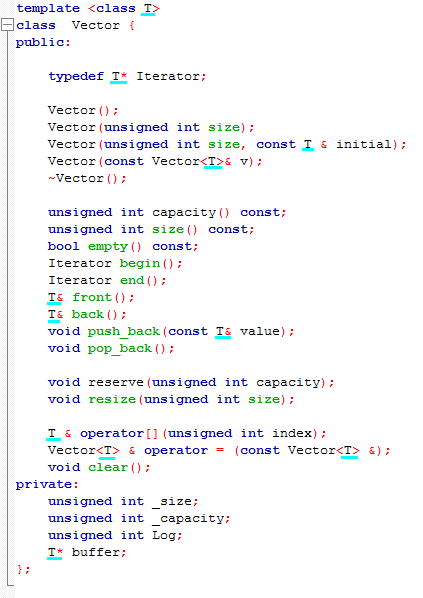 template <class T>
class  Vector {
public:
    typedef T* Iterator;
    Vector();
    Vector(unsigned int size);
    Vector(unsigned int size, const T & initial);
    Vector(const Vector<T>& v);
    ~Vector();
    unsigned int capacity() const;
    unsigned int size() const;
    bool empty() const;
    Iterator begin();
    Iterator end();
    T& front();
    T& back();
    void push_back(const T& value);
    void pop_back();
    void reserve(unsigned int capacity);
    void resize(unsigned int size);
    T & operator[](unsigned int index);
    Vector<T> & operator = (const Vector<T> &);
    void clear();
private:
    unsigned int _size;
    unsigned int _capacity;
    unsigned int Log;
    T* buffer;
};